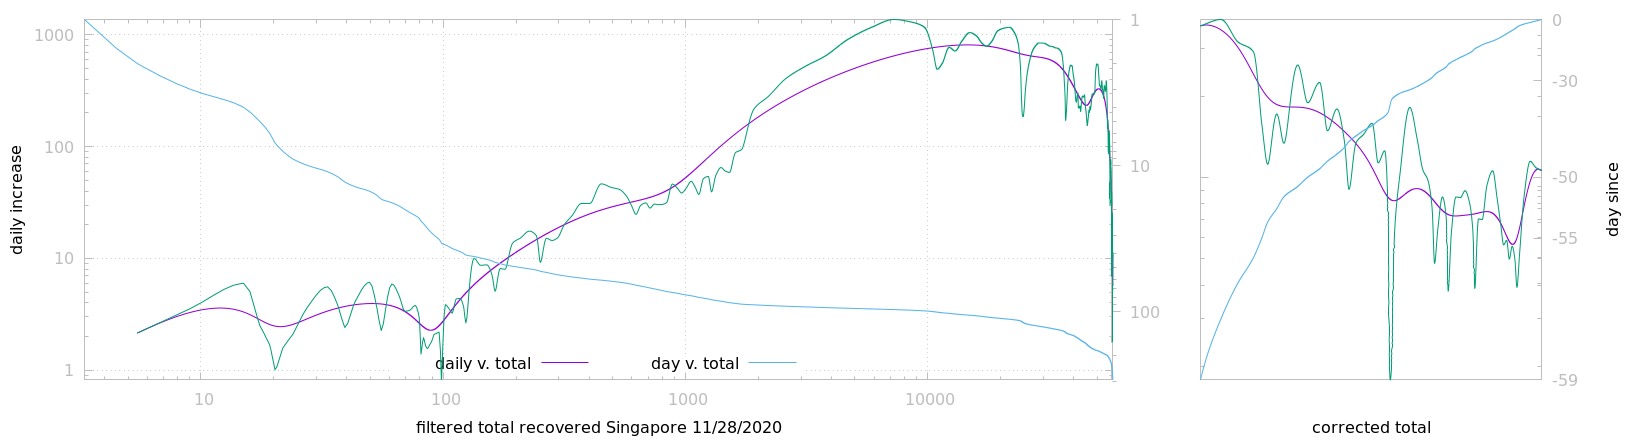 1000
100
10
1
daily increase
10
100
1000
10000
filtered total recovered Singapore 11/28/2020
daily v. total
day v. total
1
10
100
0
-30
-50
-55
-59
day since
corrected total